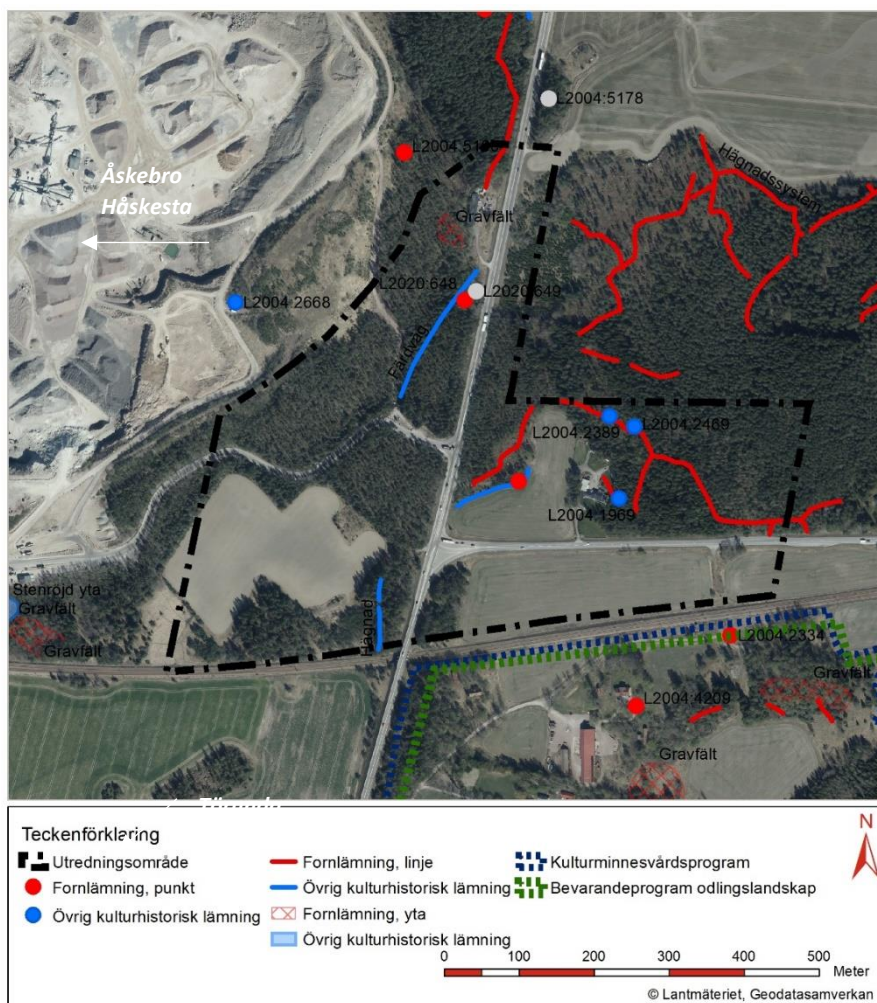 L2004:5178
Åskebro
Håskesta
Hägnadssystem
Gravfält
L2004:2668
L2020:648
L2020:649
Färdväg
L2004:2389
L2004:2469
L2004:1969
Stenröjd yta
Gravfält
Gravfält
Hägnad
L2004:2334
Gravfält
L2004:4209
Gravfält
Teckenförklaring
Utredningsområde
Fornlämning, punkt
Övrig kulturhistorisk lämning
Fornlämning, linje
Övrig kulturhistorisk lämning
Fornlämning, yta
Övrig kulturhistorisk lämning
Kulturminnesvårdsprogram
Bevarandeprogram odlingslandskap
N
0 100 200 300 400 500
Meter
© Lantmäteriet, Geodatasamverkan